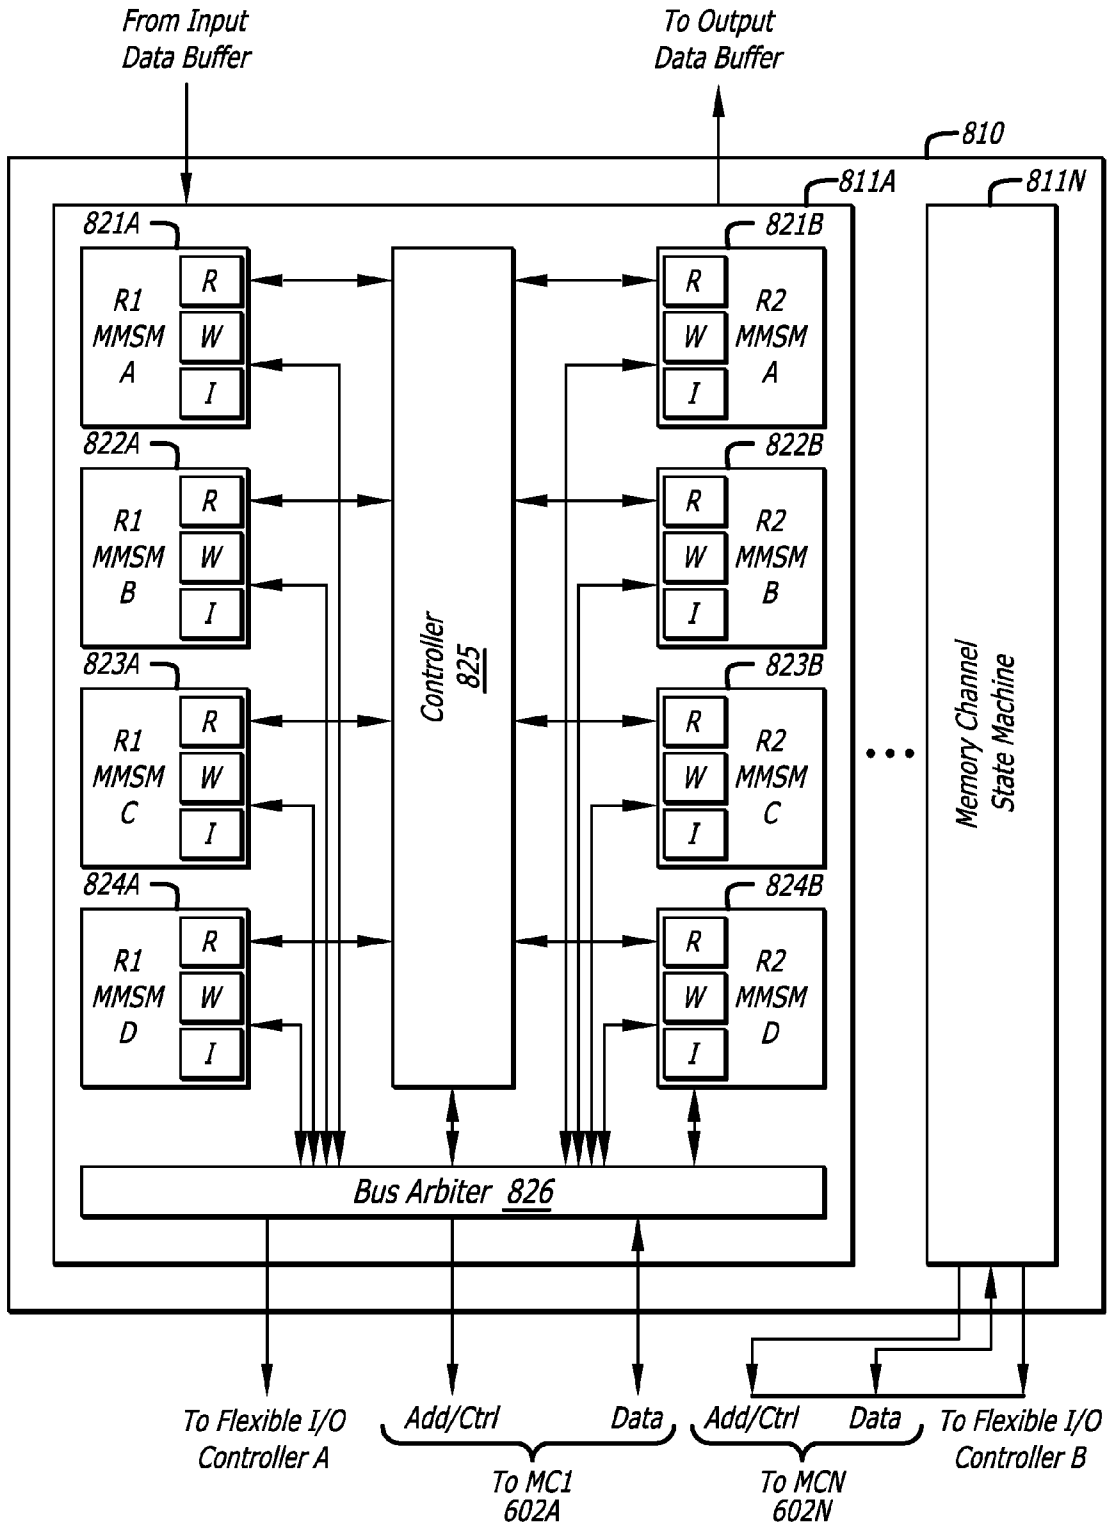 From Input
Data Buffer
To Output
Data Buffer
810
811A
811N
821A
821B
R1
MMSM
A
R
W
I
R
W
I
R2
MMSM
A
822A
822B
R1
MMSM
B
R
W
I
R
W
I
R2
MMSM
B
Controller
825
823A
823B
R1
MMSM
C
R
W
I
R
W
I
R2
MMSM
C
Memory Channel
State Machine
824A
824B
R1
MMSM
D
R
W
I
R
W
I
R2
MMSM
D
Bus Arbiter 826
To Flexible I/O
Controller A
Add/Ctrl
Data
To MC1
602A
Add/Ctrl
Data
To MCN
602N
To Flexible I/O
Controller B